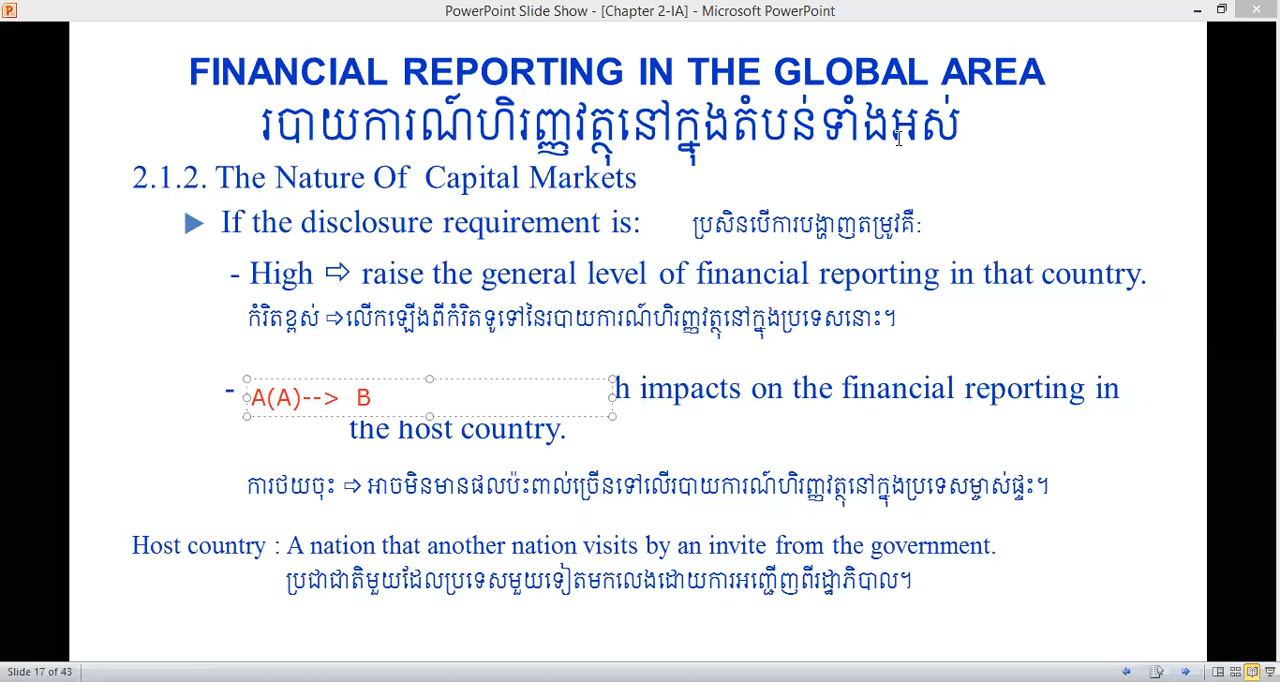 PowerPoint Slide Show - [Chapter 2-IA] - Microsoft PowerPoint
FINANCIAL REPORTING IN THE GLOBAL AREA
របាយការណ៍ហិរញ្ញវត្ថុនៅក្នុងតំបន់ទាំងអស់
2.1.2. The Nature Of Capital Markets
If the disclosure requirement is: ប្រសិនបើការបង្ហាញតម្រូវគឺ:
- High ⇨ raise the general level of financial reporting in that country.
កំរិតខ្ពស់ ⇨លើកឡើងពីកំរិតទូទៅនៃរបាយការណ៍ហិរញ្ញវត្ថុនៅក្នុងប្រទេសនោះ។
- A(A)--> B h impacts on the financial reporting in
the host country.
ការថយចុះ ⇨ អាចមិនមានផលប៉ះពាល់ច្រើនទៅលើរបាយការណ៍ហិរញ្ញវត្ថុនៅក្នុងប្រទេសម្ចាស់ផ្ទះ។
Host country : A nation that another nation visits by an invite from the government.
ប្រជាជាតិមួយដែលប្រទេសមួយទៀតមកលេងដោយការអញ្ជើញពីរដ្ឋាភិបាល។
Slide 17 of 43